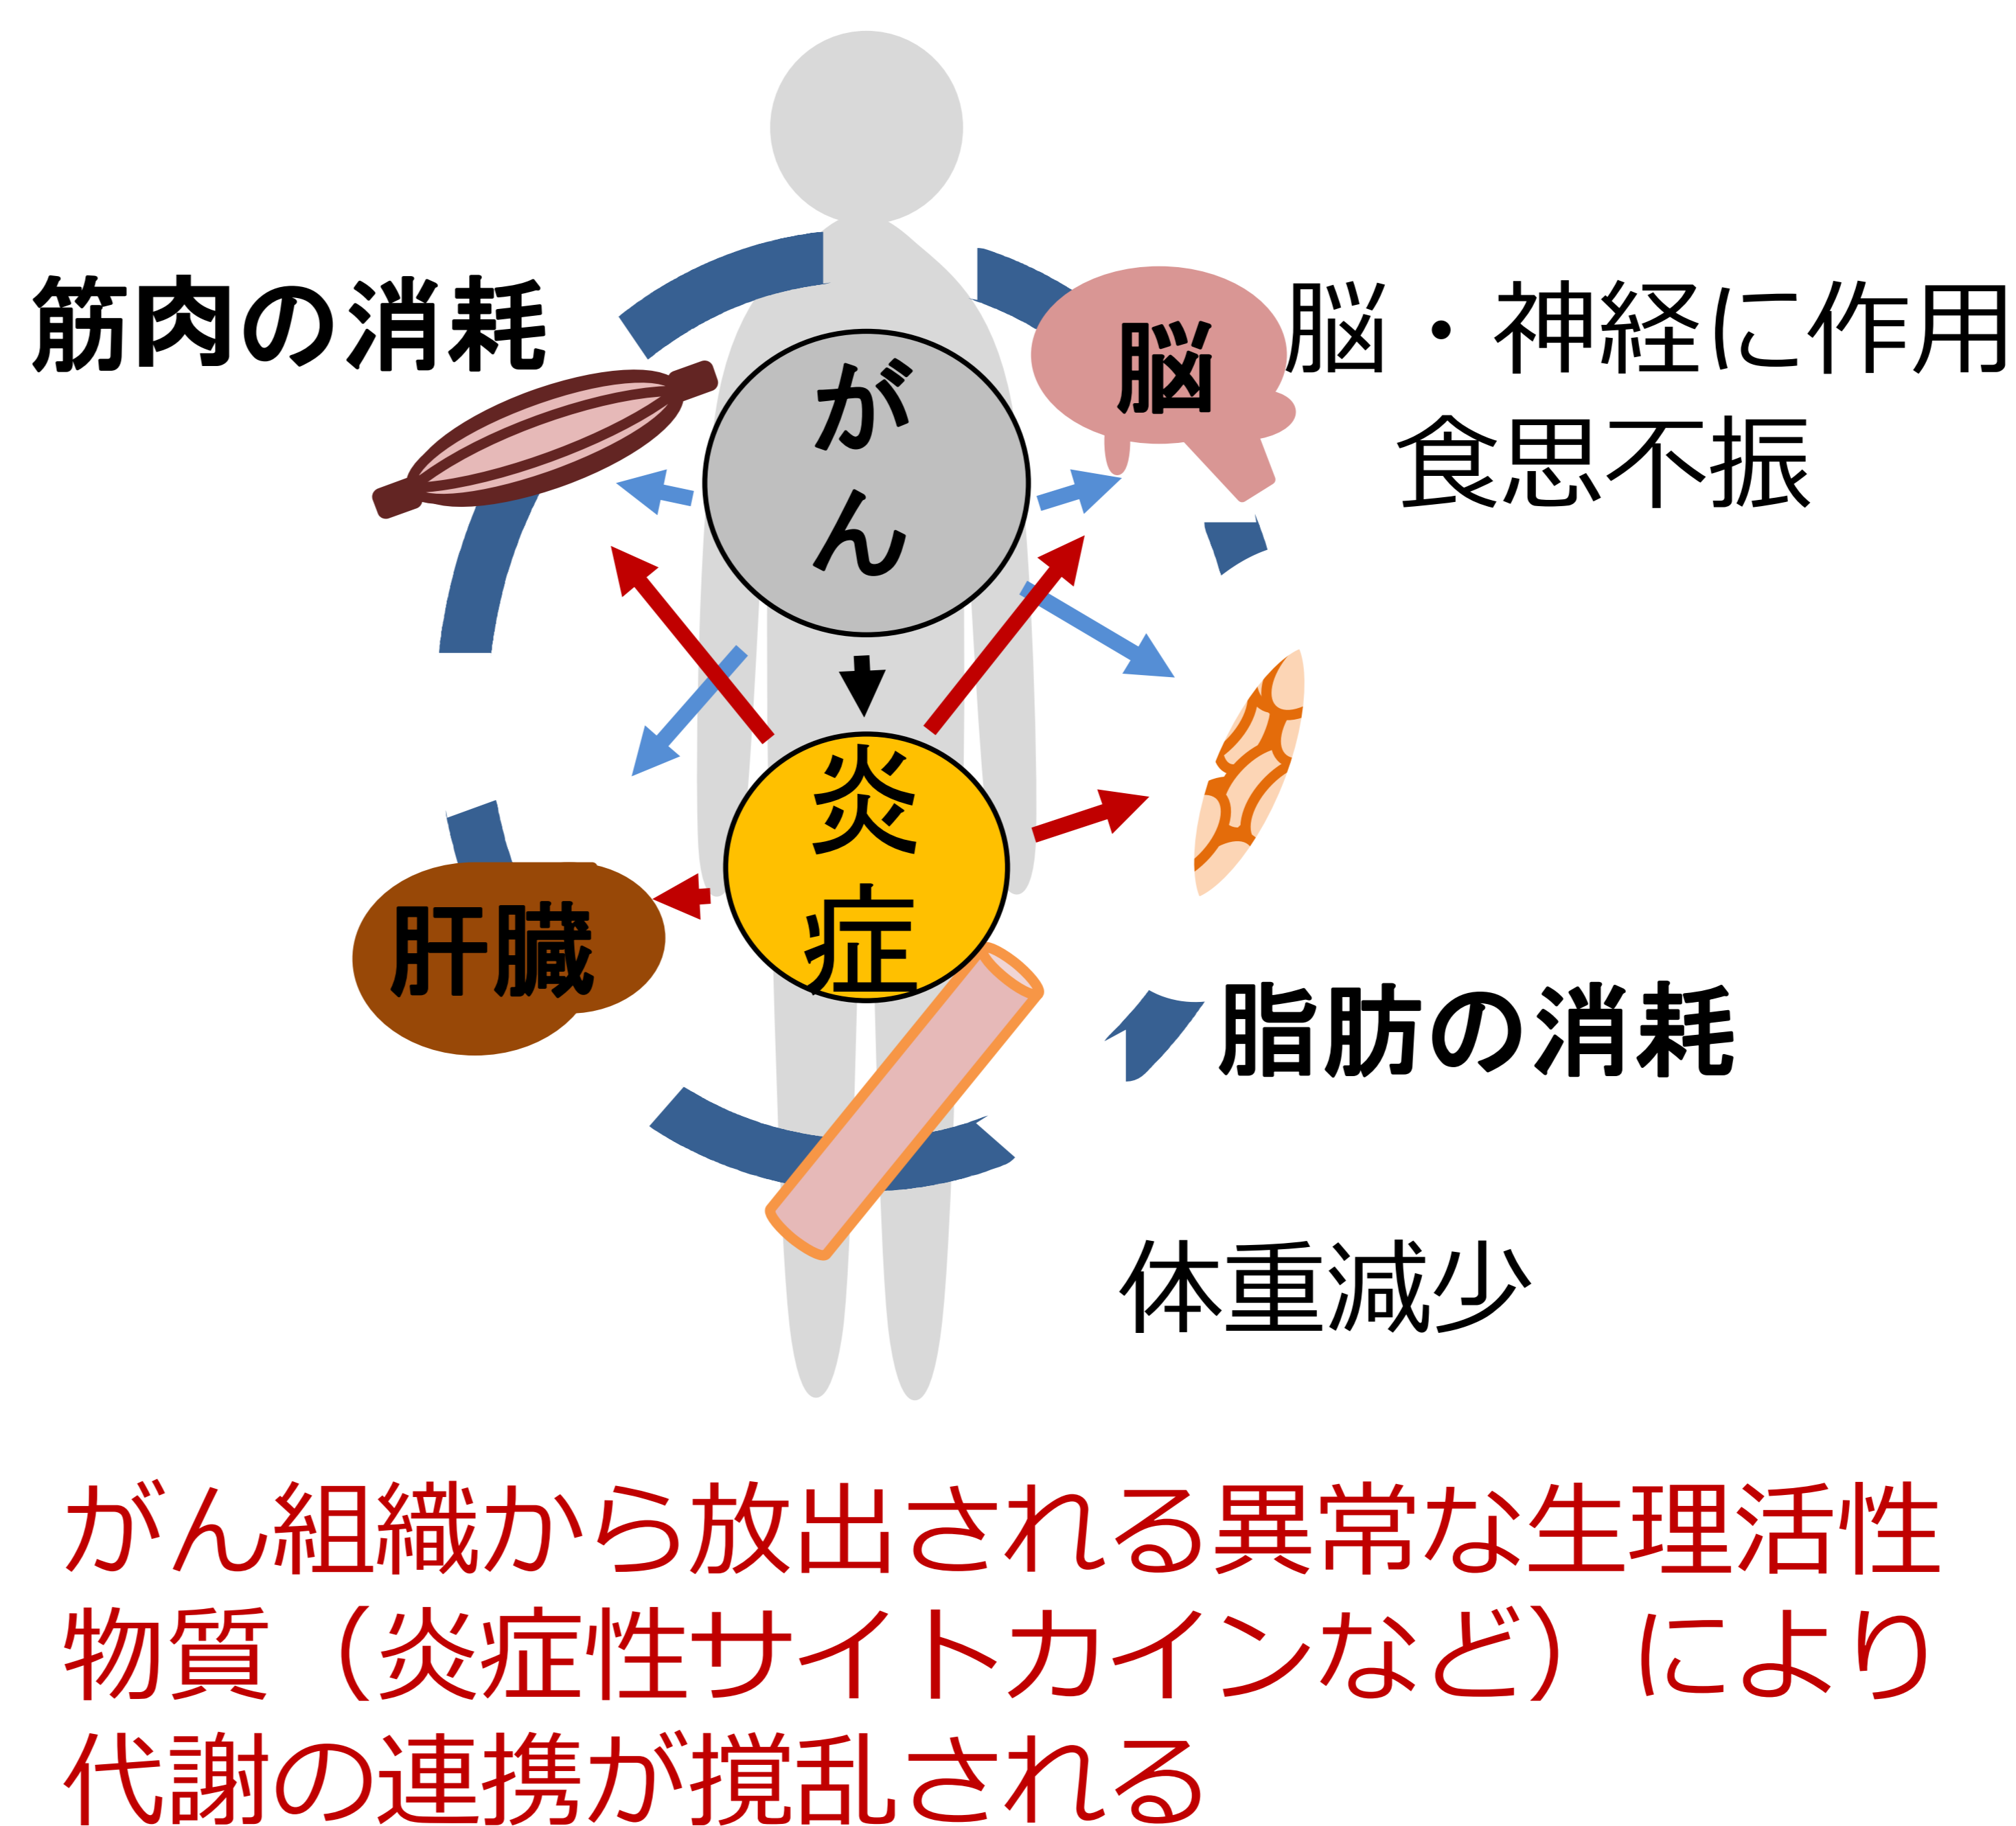 筋肉の消耗
脳・神経に作用
食思不振
脳
がん
炎症
肝臓
脂肪の消耗
体重減少
がん組織から放出される異常な生理活性
物質（炎症性サイトカインなど）により
代謝の連携が撹乱される